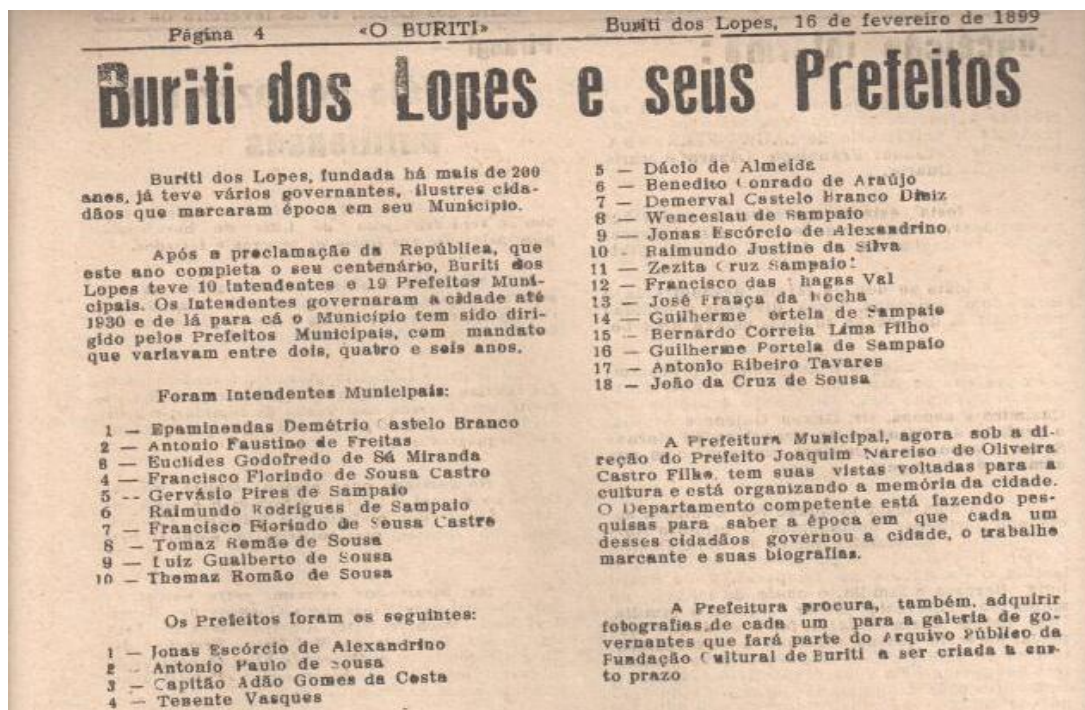 Página 4
«O BURITI»
Buriti dos Lopes, 16 de fevereiro de 1899
Buriti dos Lopes e seus Prefeitos
Buriti dos Lopes, fundada há mais de 200
anos, já teve vários governantes, ilustres cida-
dãos que marcaram época em seu Município.
Após a proclamação da República, que
este ano completa o seu centenário, Buriti dos
Lopes teve 10 Intendentes e 19 Prefeitos Muni-
cipais. Os Intendentes governaram a cidade até
1930 e de lá para cá o Município tem sido diri-
gido pelos Prefeitos Municipais, com mandato
que variavam entre dois, quatro e seis anos.
Foram Intendentes Municipais:
1 — Epaminondas Demétrio Castelo Branco
2 — Antonio Faustino de Freitas
3 — Euclides Godofredo de Sá Miranda
4 — Francisco Florindo de Sousa Castro
5 -- Gervásio Pires de Sampaio
6 Raimundo Rodrigues de Sampaio
7 — Francisco Florindo de Sousa Castro
8 — Tomaz Romão de Sousa
9 — Luiz Gualberto de Sousa
10 — Thomaz Romão de Sousa
Os Prefeitos foram os seguintes:
1 — Jonas Escórcio de Alexandrino
2 — Antonio Paulo de Sousa
3 — Capitão Adão Gomes da Costa
4 — Tenente Vasques
5 — Dácio de Almeida
6 — Benedito Conrado de Araújo
7 — Demerval Castelo Branco Diniz
8 — Wenceslau de Sampaio
9 — Jonas Escórcio de Alexandrino
10 - Raimundo Justino da Silva
11 — Zezita Cruz Sampaio
12 — Francisco das Chagas Val
13 — José França da Rocha
14 — Guilherme Portela de Sampaio
15 — Bernardo Correia Lima Filho
16 — Guilherme Portela de Sampaio
17 — Antonio Ribeiro Tavares
18 — João da Cruz de Sousa
A Prefeitura Municipal, agora sob a di-
reção do Prefeito Joaquim Narciso de Oliveira
Castro Filho, tem suas vistas voltadas para a
cultura e está organizando a memória da cidade.
O Departamento competente está fazendo pes-
quisas para saber a época em que cada um
desses cidadãos governou a cidade, o trabalho
marcante e suas biografias.
A Prefeitura procura, também, adquirir
fotografias de cada um para a galeria de go-
vernantes que fará parte do Arquivo Público da
Fundação Cultural de Buriti a ser criada a cur-
to prazo